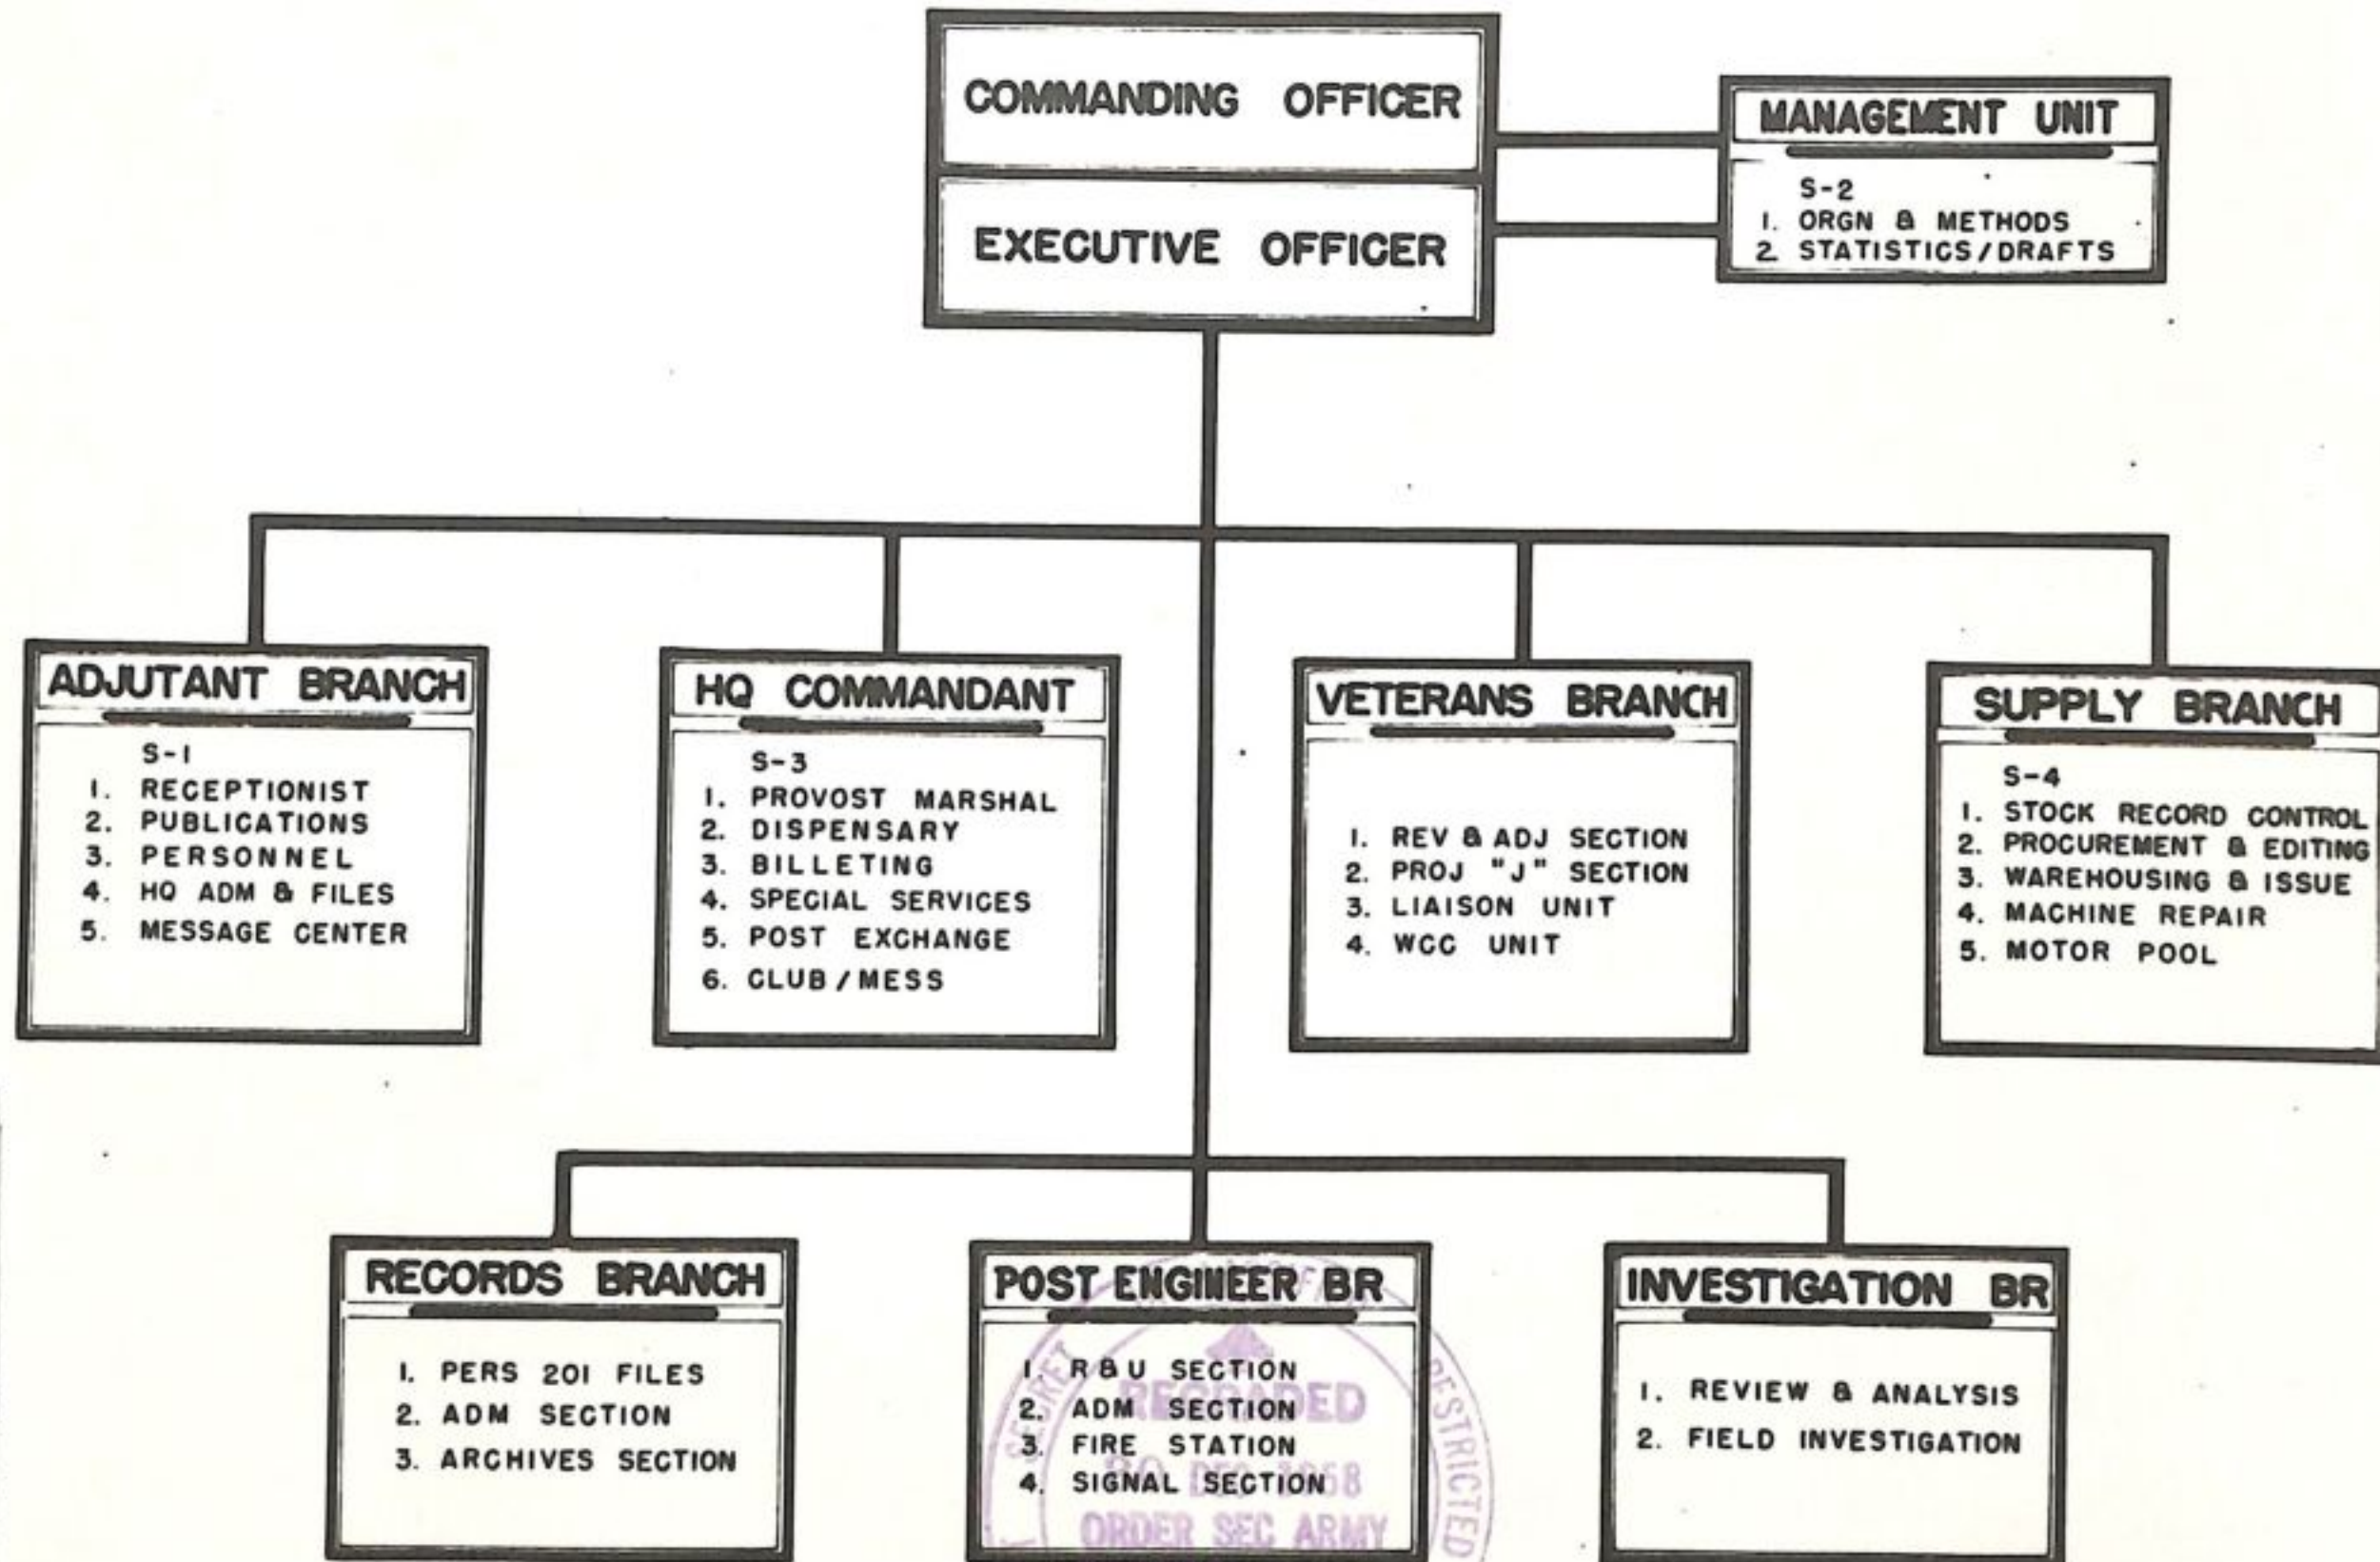 COMMANDING OFFICER
EXECUTIVE OFFICER
MANAGEMENT UNIT
S-2
1. ORGN & METHODS
2. STATISTICS/DRAFTS
ADJUTANT BRANCH
S-1
1. RECEPTIONIST
2. PUBLICATIONS
3. PERSONNEL
4. HQ ADM & FILES
5. MESSAGE CENTER
HQ COMMANDANT
S-3
1. PROVOST MARSHAL
2. DISPENSARY
3. BILLETING
4. SPECIAL SERVICES
5. POST EXCHANGE
6. CLUB/MESS
VETERANS BRANCH
1. REV & ADJ SECTION
2. PROJ "J" SECTION
3. LIAISON UNIT
4. WCC UNIT
SUPPLY BRANCH
S-4
1. STOCK RECORD CONTROL
2. PROCUREMENT & EDITING
3. WAREHOUSING & ISSUE
4. MACHINE REPAIR
5. MOTOR POOL
RECORDS BRANCH
1. PERS 201 FILES
2. ADM SECTION
3. ARCHIVES SECTION
POST ENGINEER BR
1. R & U SECTION
2. ADM SECTION
3. FIRE STATION
4. SIGNAL SECTION
SECRET
REGRADED
DEC 1958
ORDER SEC ARMY
RESTRICTED
INVESTIGATION BR
1. REVIEW & ANALYSIS
2. FIELD INVESTIGATION